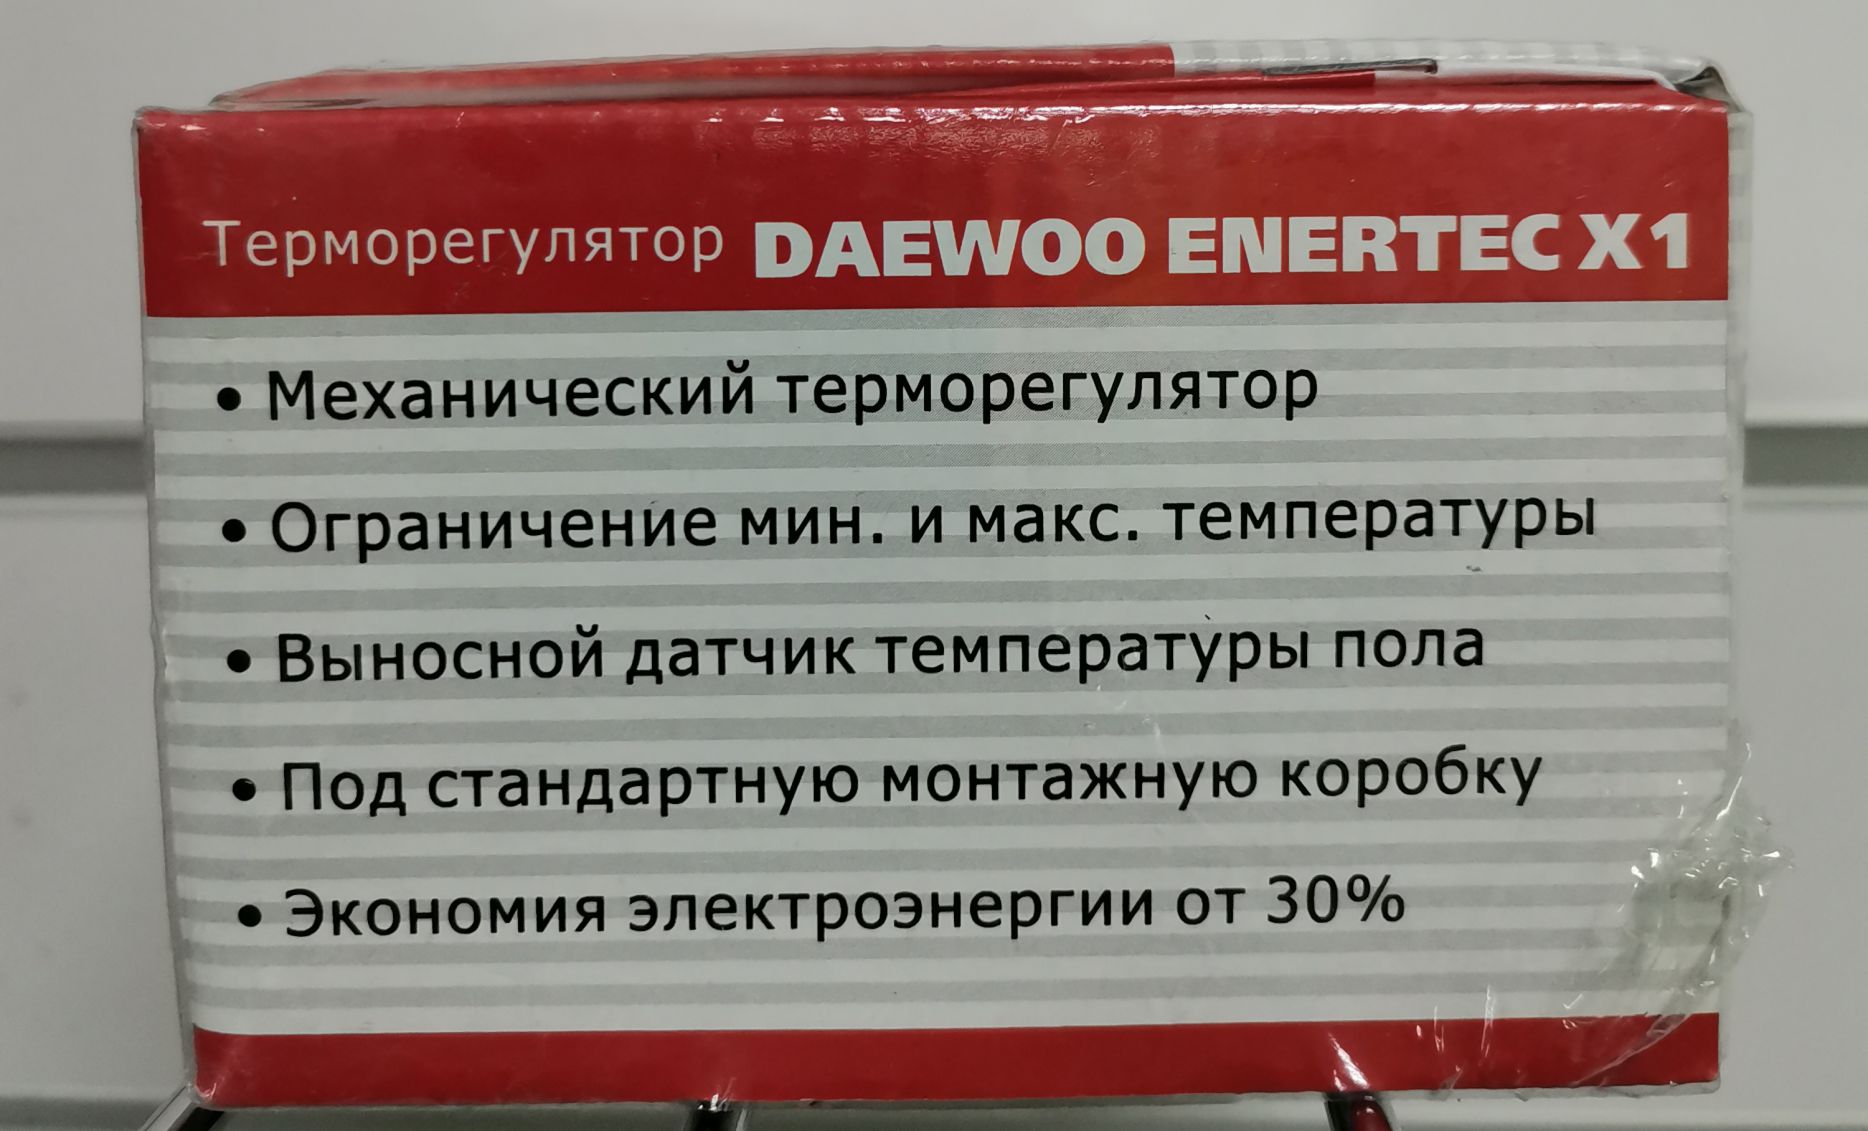 Терморегулятор DAEWOO ENERTEC X1
• Механический терморегулятор
• Ограничение мин. и макс. температуры
• Выносной датчик температуры пола
• Под стандартную монтажную коробку
• Экономия электроэнергии от 30%